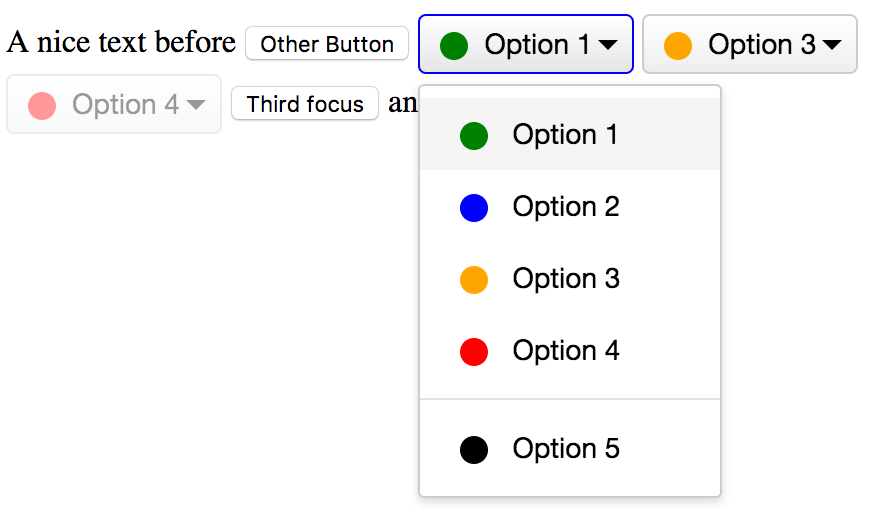 A nice text before Other Button Option 1 Option 3
Option 4 Third focus an
Option 1
Option 2
Option 3
Option 4
Option 5